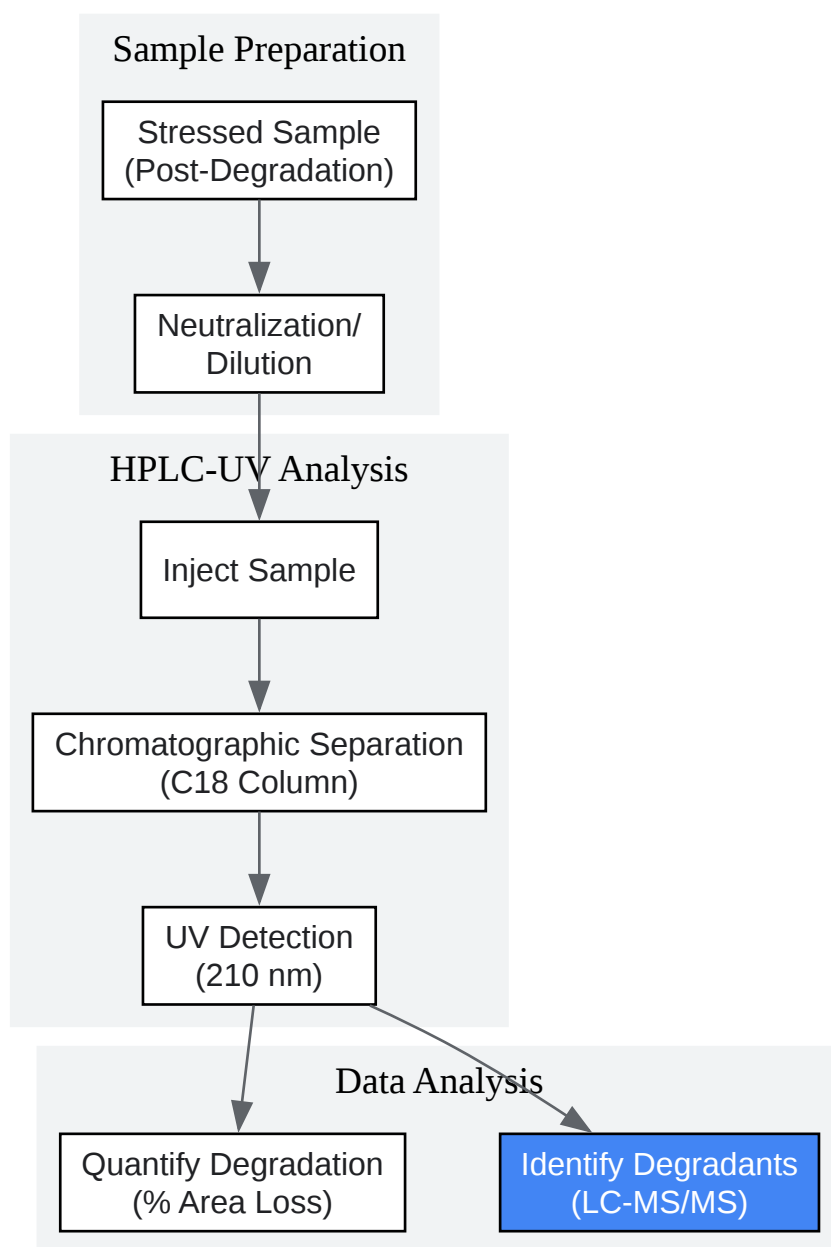 Sample Preparation
Stressed Sample
(Post-Degradation)
Neutralization/
Dilution
HPLC-UV Analysis
Inject Sample
Chromatographic Separation
(C18 Column)
UV Detection
(210 nm)
Data Analysis
Quantify Degradation
(% Area Loss)
Identify Degradants
(LC-MS/MS)